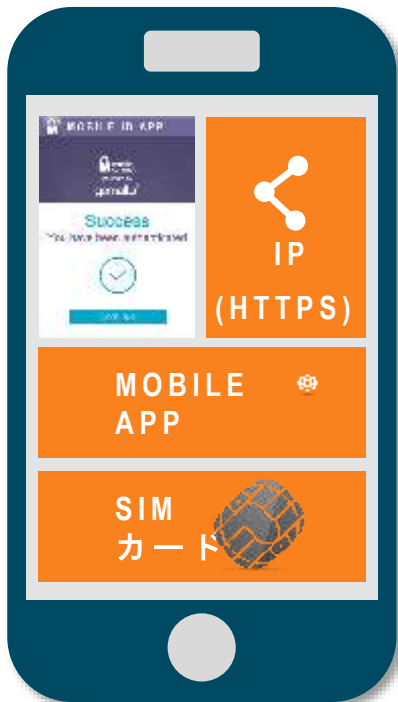 MOBILE ID APP
gemalto
Success
You have been authenticated
IP
(HTTPS)
MOBILE
APP
SIM
カード